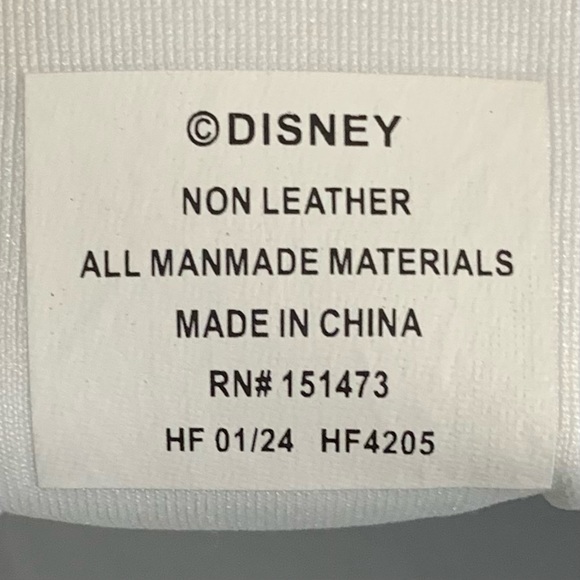 ©DISNEY
NON LEATHER
ALL MANMADE MATERIALS
MADE IN CHINA
RN# 151473
HF 01/24 HF4205